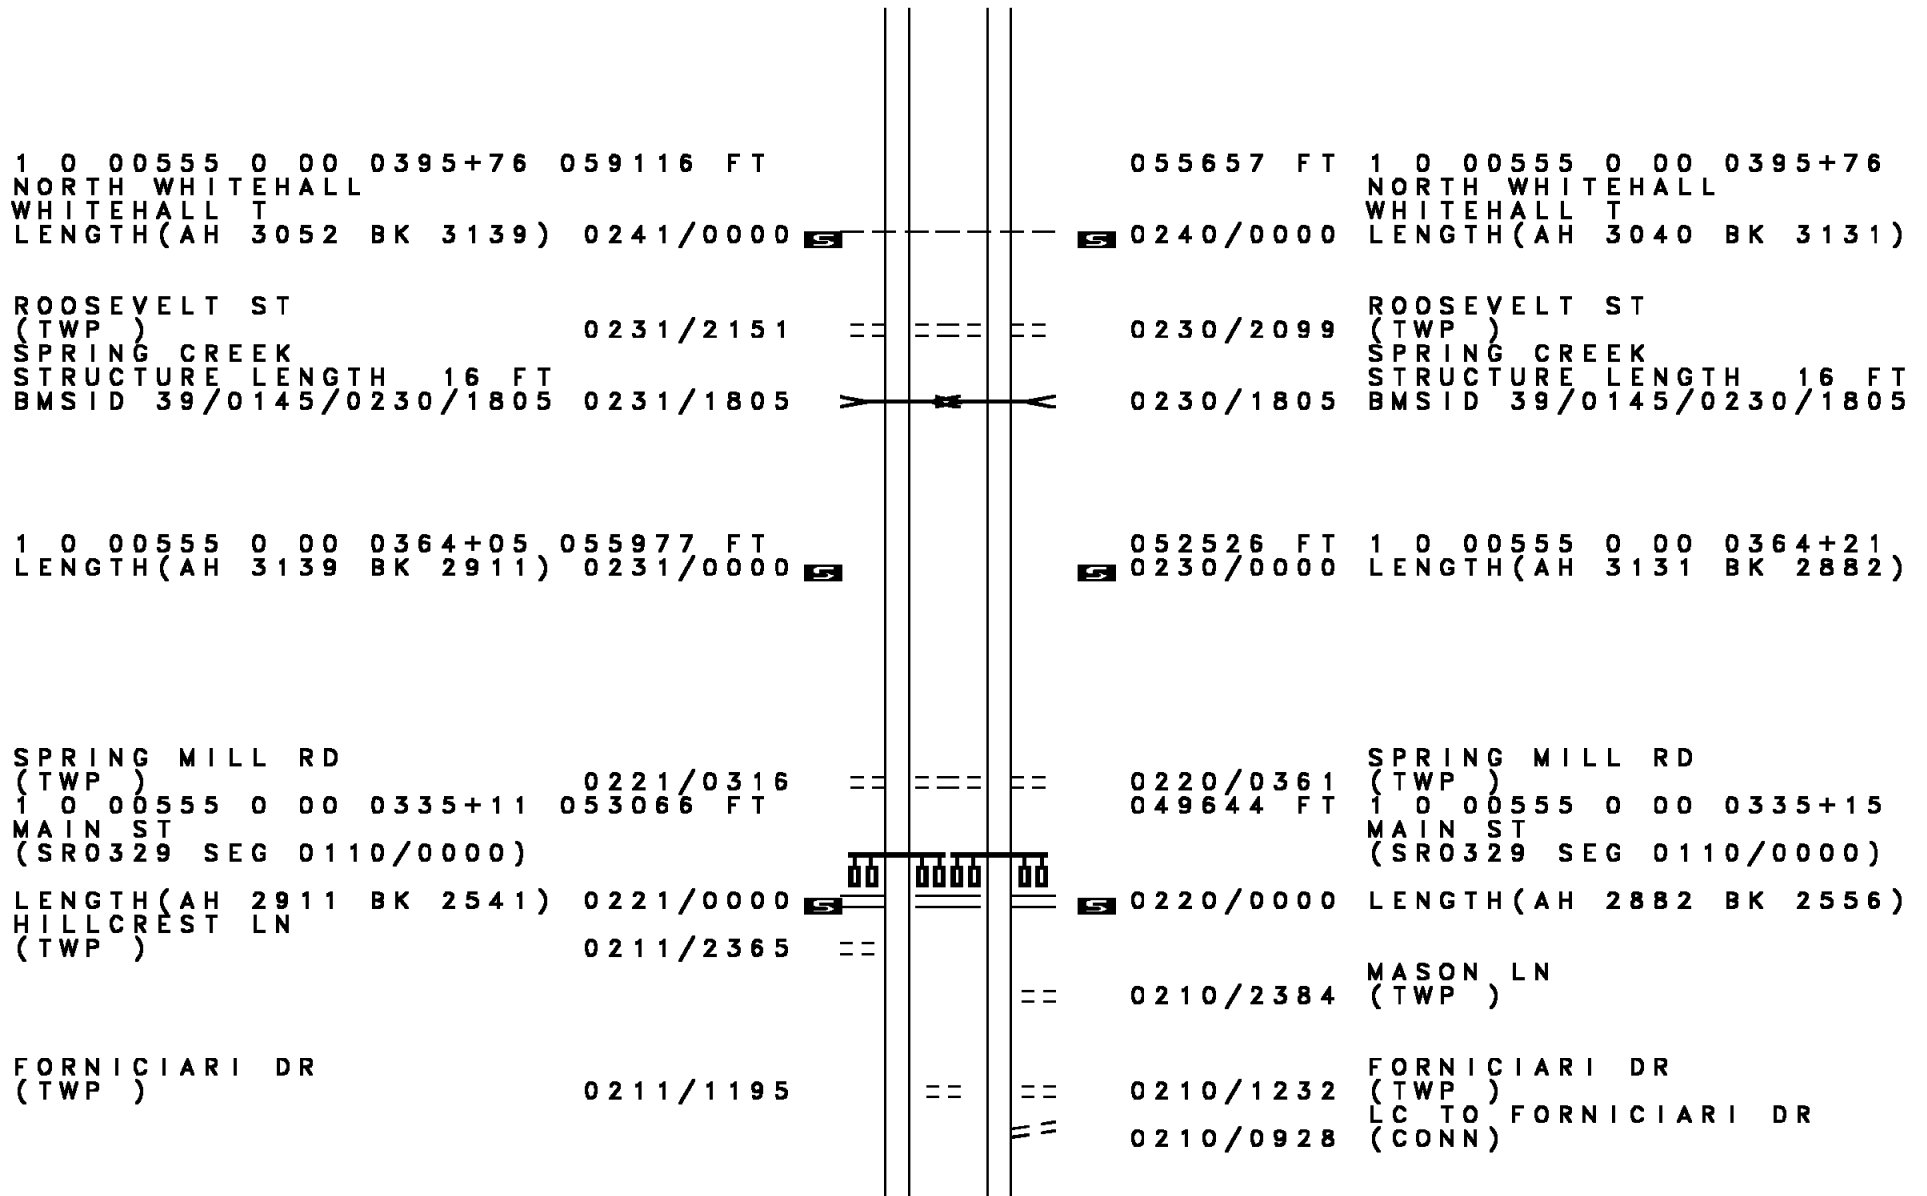 1 0 00555 0 00 0395+76 059116 FT
NORTH WHITEHALL
WHITEHALL T
LENGTH(AH 3052 BK 3139) 0241/0000 S
ROOSEVELT ST
(TWP ) 0231/2151
SPRING CREEK
STRUCTURE LENGTH 16 FT
BMSID 39/0145/0230/1805 0231/1805
1 0 00555 0 00 0364+05 055977 FT
LENGTH(AH 3139 BK 2911) 0231/0000 S
SPRING MILL RD
(TWP ) 0221/0316
1 0 00555 0 00 0335+11 053066 FT
MAIN ST
(SR0329 SEG 0110/0000)
LENGTH(AH 2911 BK 2541) 0221/0000 S
HILLCREST LN
(TWP ) 0211/2365
FORNICIARI DR
(TWP ) 0211/1195
055657 FT 1 0 00555 0 00 0395+76
NORTH WHITEHALL
WHITEHALL T
S 0240/0000 LENGTH(AH 3040 BK 3131)
ROOSEVELT ST
0230/2099 (TWP )
SPRING CREEK
STRUCTURE LENGTH 16 FT
0230/1805 BMSID 39/0145/0230/1805
052526 FT 1 0 00555 0 00 0364+21
S 0230/0000 LENGTH(AH 3131 BK 2882)
SPRING MILL RD
0220/0361 (TWP )
049644 FT 1 0 00555 0 00 0335+15
MAIN ST
(SR0329 SEG 0110/0000)
S 0220/0000 LENGTH(AH 2882 BK 2556)
MASON LN
0210/2384 (TWP )
FORNICIARI DR
0210/1232 (TWP )
LC TO FORNICIARI DR
0210/0928 (CONN)